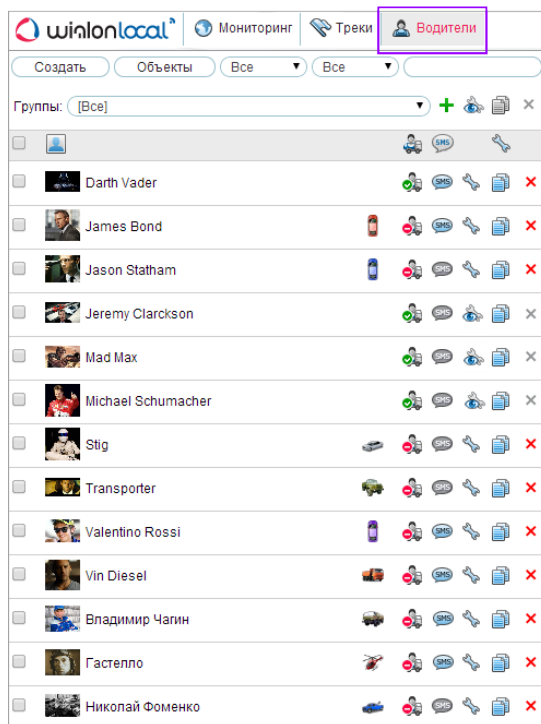 wialonlocal Мониторинг Треки Водители
Создать Объекты Все Все
Группы: [Все]
SMS
Darth Vader SMS
James Bond SMS
Jason Statham SMS
Jeremy Clarckson SMS
Mad Max SMS
Michael Schumacher SMS
Stig SMS
Transporter SMS
Valentino Rossi SMS
Vin Diesel SMS
Владимир Чагин SMS
Гастелло SMS
Николай Фоменко SMS